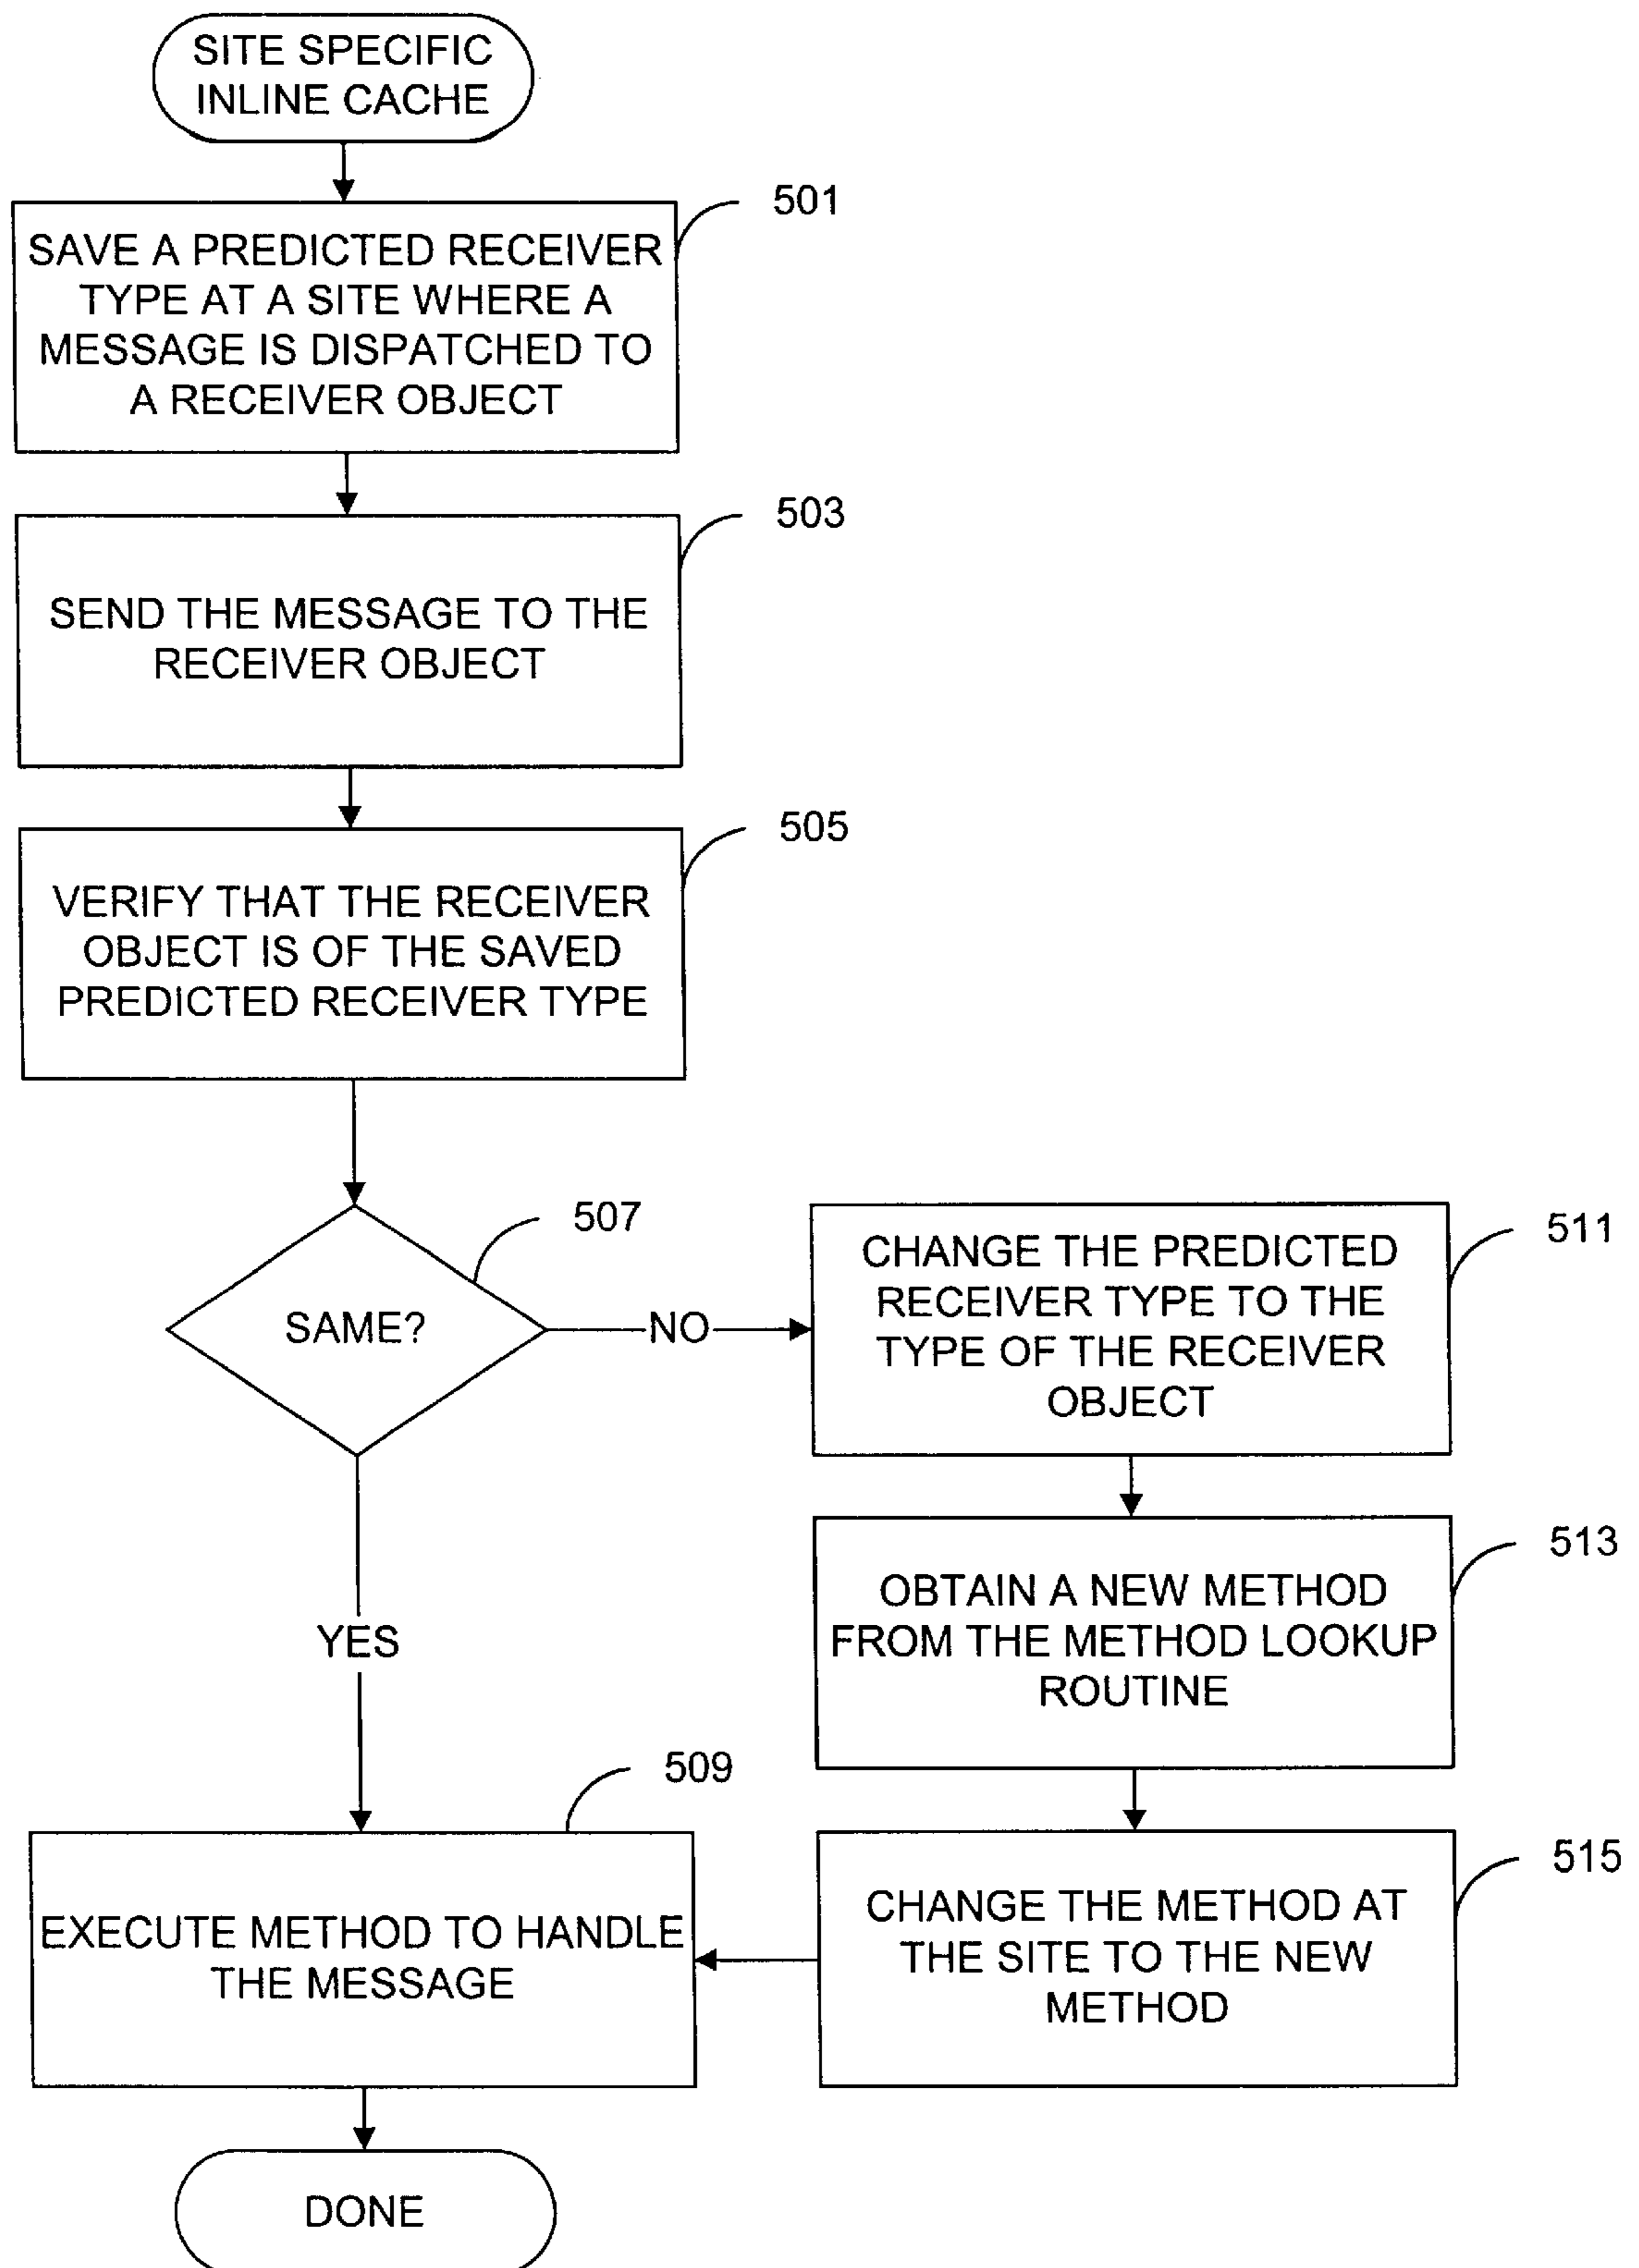 SITE SPECIFIC
INLINE CACHE
501
SAVE A PREDICTED RECEIVER
TYPE AT A SITE WHERE A
MESSAGE IS DISPATCHED TO
A RECEIVER OBJECT
503
SEND THE MESSAGE TO THE
RECEIVER OBJECT
505
VERIFY THAT THE RECEIVER
OBJECT IS OF THE SAVED
PREDICTED RECEIVER TYPE
507
SAME?
NO
YES
511
CHANGE THE PREDICTED
RECEIVER TYPE TO THE
TYPE OF THE RECEIVER
OBJECT
513
OBTAIN A NEW METHOD
FROM THE METHOD LOOKUP
ROUTINE
515
CHANGE THE METHOD AT
THE SITE TO THE NEW
METHOD
509
EXECUTE METHOD TO HANDLE
THE MESSAGE
DONE